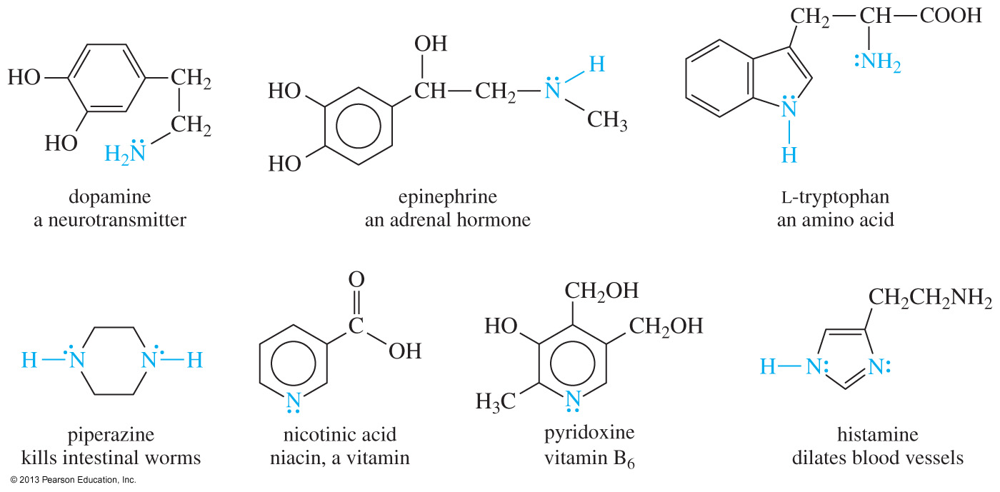 HO
HO
CH2
CH2
H2N
dopamine
a neurotransmitter
OH
HO
HO
CH
CH2
N
H
CH3
epinephrine
an adrenal hormone
CH2
CH
COOH
:NH2
N
H
L-tryptophan
an amino acid
H
N
N
H
piperazine
kills intestinal worms
O
C
OH
N
nicotinic acid
niacin, a vitamin
CH2OH
HO
CH2OH
H3C
N
pyridoxine
vitamin B6
CH2CH2NH2
H
N:
N:
histamine
dilates blood vessels
© 2013 Pearson Education, Inc.